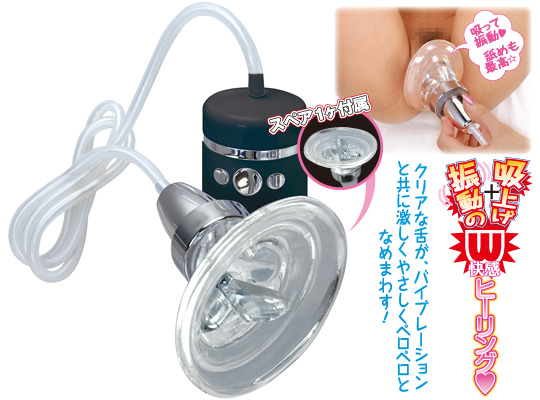 吸って
振動♥
舐めも
最高☆
スペア1ヶ付属
吸上げ
+
振動の
W
快感
ヒーリング♥
クリアな舌が、バイブレーション
と共に激しくやさしくペロペロと
なめまわす！